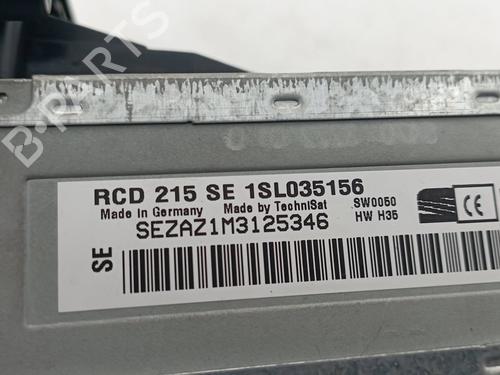 B-PARTS
RCD 215 SE 1SL035156
Made in Germany Made by TechniSat
SW0050
HW H35
SEZAZ1M3125346
SE
CE